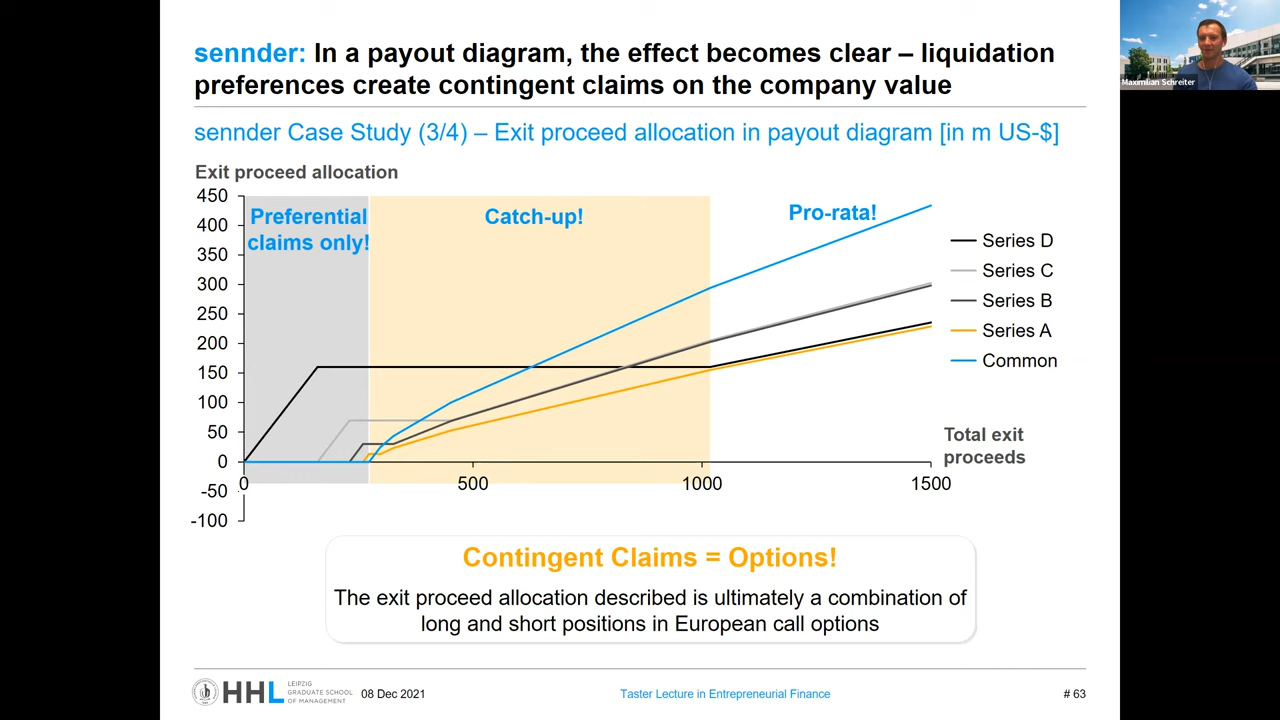 sennder: In a payout diagram, the effect becomes clear – liquidation
preferences create contingent claims on the company value
Maximilian Schreiter
sennder Case Study (3/4) – Exit proceed allocation in payout diagram [in m US-$]
Exit proceed allocation
450
400
350
300
250
200
150
100
50
0
-50
-100
Preferential
claims only!
Catch-up!
Pro-rata!
Series D
Series C
Series B
Series A
Common
Total exit
proceeds
0
500
1000
1500
Contingent Claims = Options!
The exit proceed allocation described is ultimately a combination of
long and short positions in European call options
HHL
LEIPZIG
GRADUATE SCHOOL
OF MANAGEMENT
08 Dec 2021
Taster Lecture in Entrepreneurial Finance
# 63